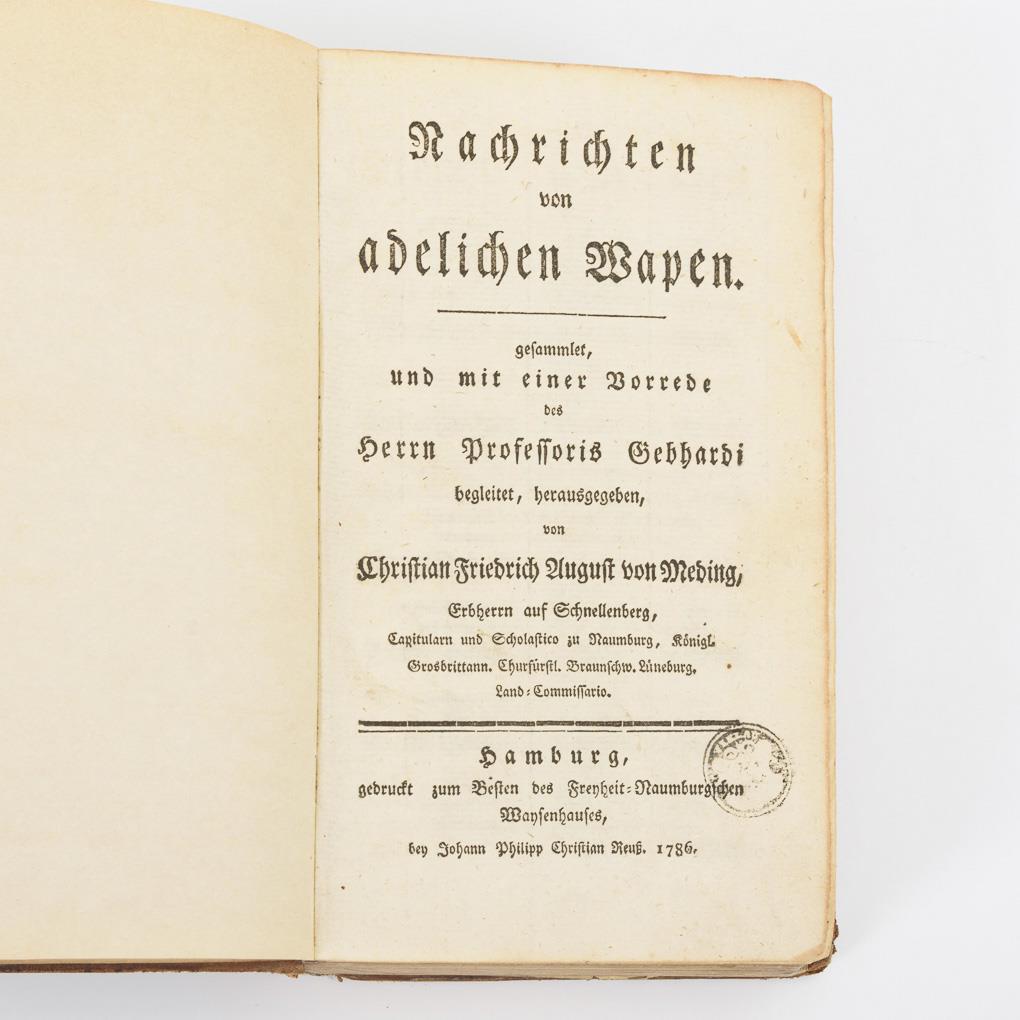 Nachrichten
von
adelichen Wapen.
gesammlet,
und mit einer Vorrede
des
Herrn Professoris Gebhardi
begleitet, herausgegeben,
von
Christian Friedrich August von Meding,
Erbherrn auf Schnellenberg,
Capitularn und Scholastico zu Naumburg, Königl.
Grosbrittann. Churfürstl. Braunschw. Lüneburg.
Land-Commissario.
Hamburg,
gedruckt zum Besten des Freyheit-Naumburgschen
Waysenhauses,
bey Johann Philipp Christian Reuß. 1786.